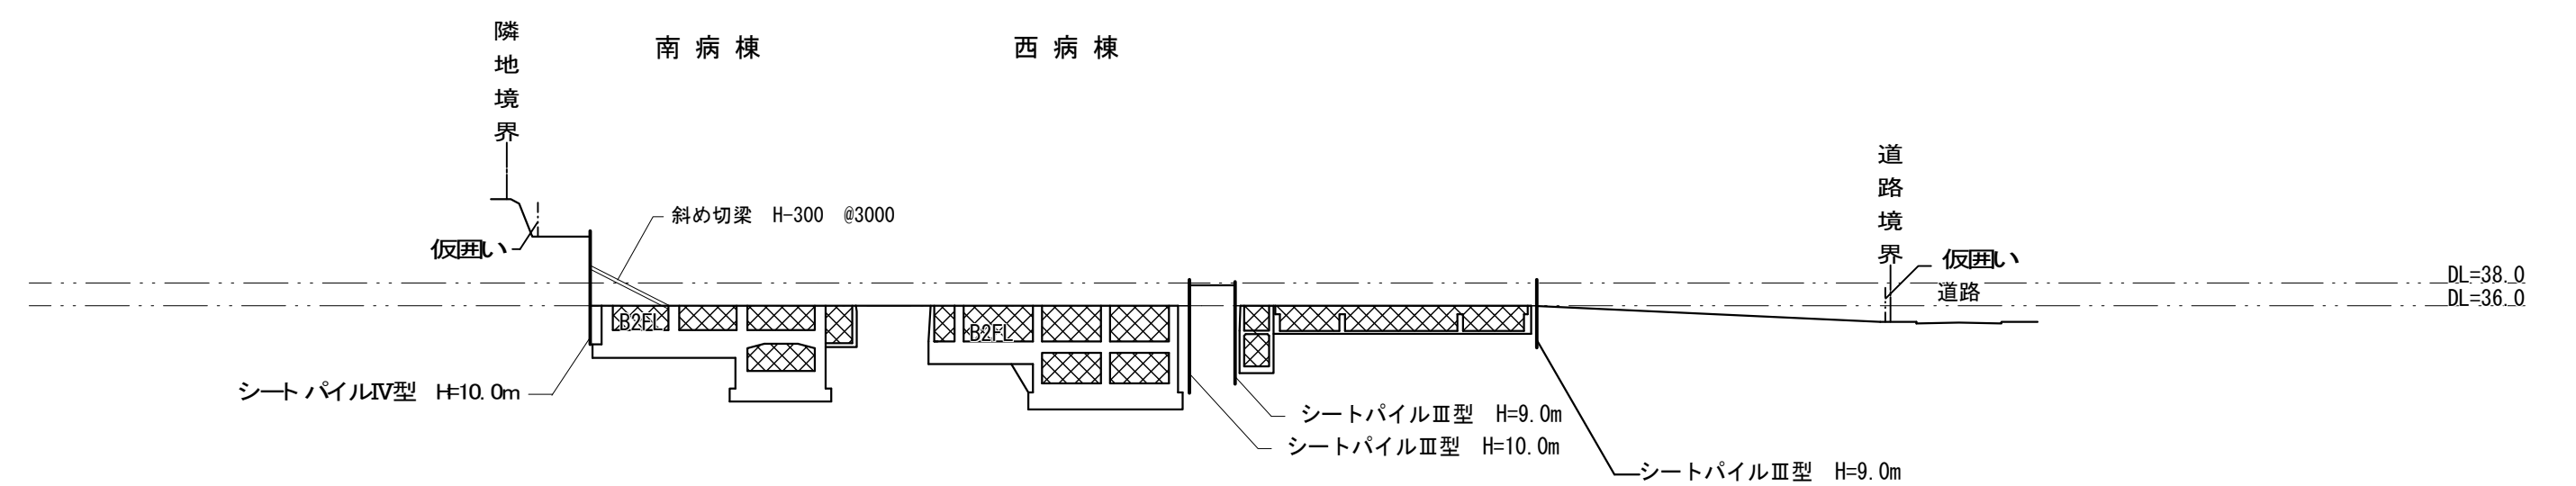 隣地境界
南病棟
西病棟
道路境界
斜め切梁 H-300 @3000
仮囲い
仮囲い
DL=38.0
道路
DL=36.0
B2FL
B2FL
シートパイルⅣ型 H=10.0m
シートパイルⅢ型 H=9.0m
シートパイルⅢ型 H=10.0m
シートパイルⅢ型 H=9.0m